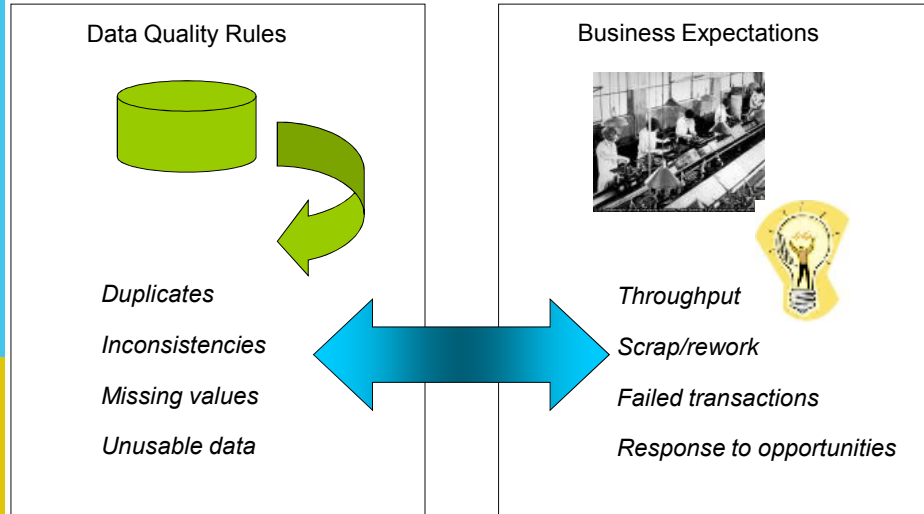 Data Quality Rules
Duplicates
Inconsistencies
Missing values
Unusable data
Business Expectations
Throughput
Scrap/rework
Failed transactions
Response to opportunities